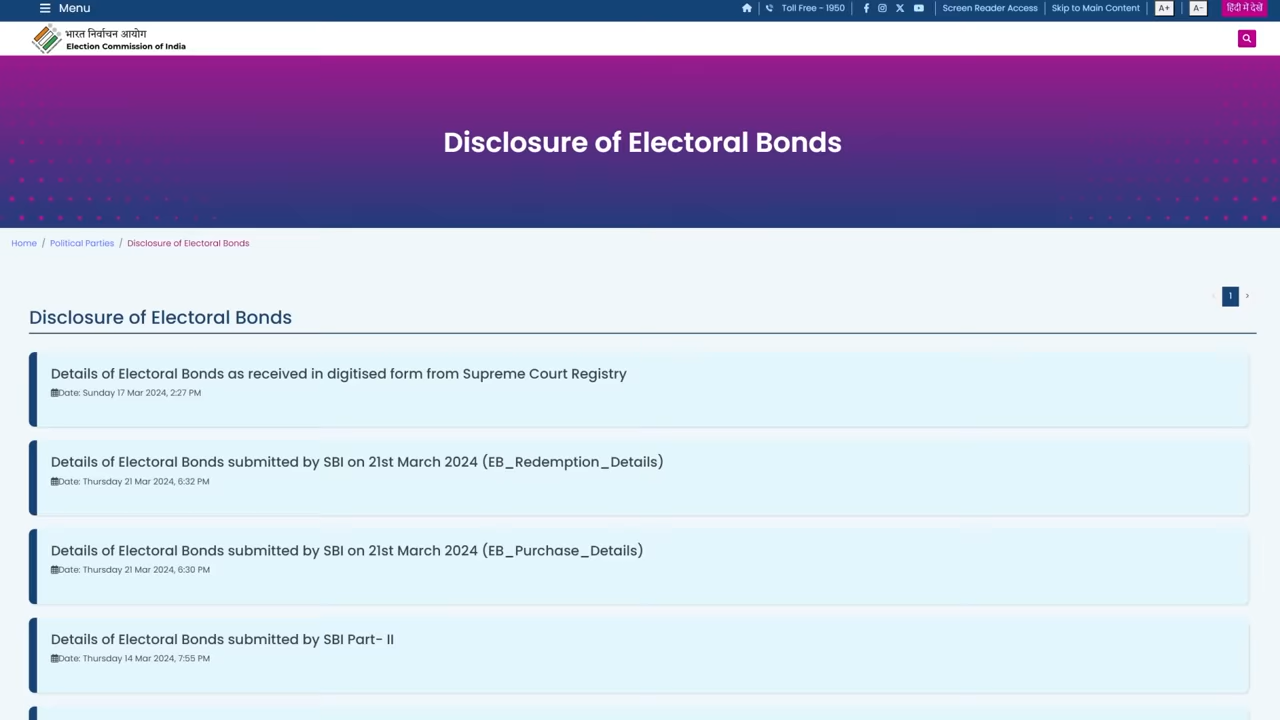 Menu
Toll Free - 1950
Screen Reader Access
Skip to Main Content
A+
A-
हिंदी में देखें
भारत निर्वाचन आयोग
Election Commission of India
Disclosure of Electoral Bonds
Home / Political Parties / Disclosure of Electoral Bonds
‹ 1 ›
Disclosure of Electoral Bonds
Details of Electoral Bonds as received in digitised form from Supreme Court Registry
Date: Sunday 17 Mar 2024, 2:27 PM
Details of Electoral Bonds submitted by SBI on 21st March 2024 (EB_Redemption_Details)
Date: Thursday 21 Mar 2024, 6:32 PM
Details of Electoral Bonds submitted by SBI on 21st March 2024 (EB_Purchase_Details)
Date: Thursday 21 Mar 2024, 6:30 PM
Details of Electoral Bonds submitted by SBI Part- II
Date: Thursday 14 Mar 2024, 7:55 PM